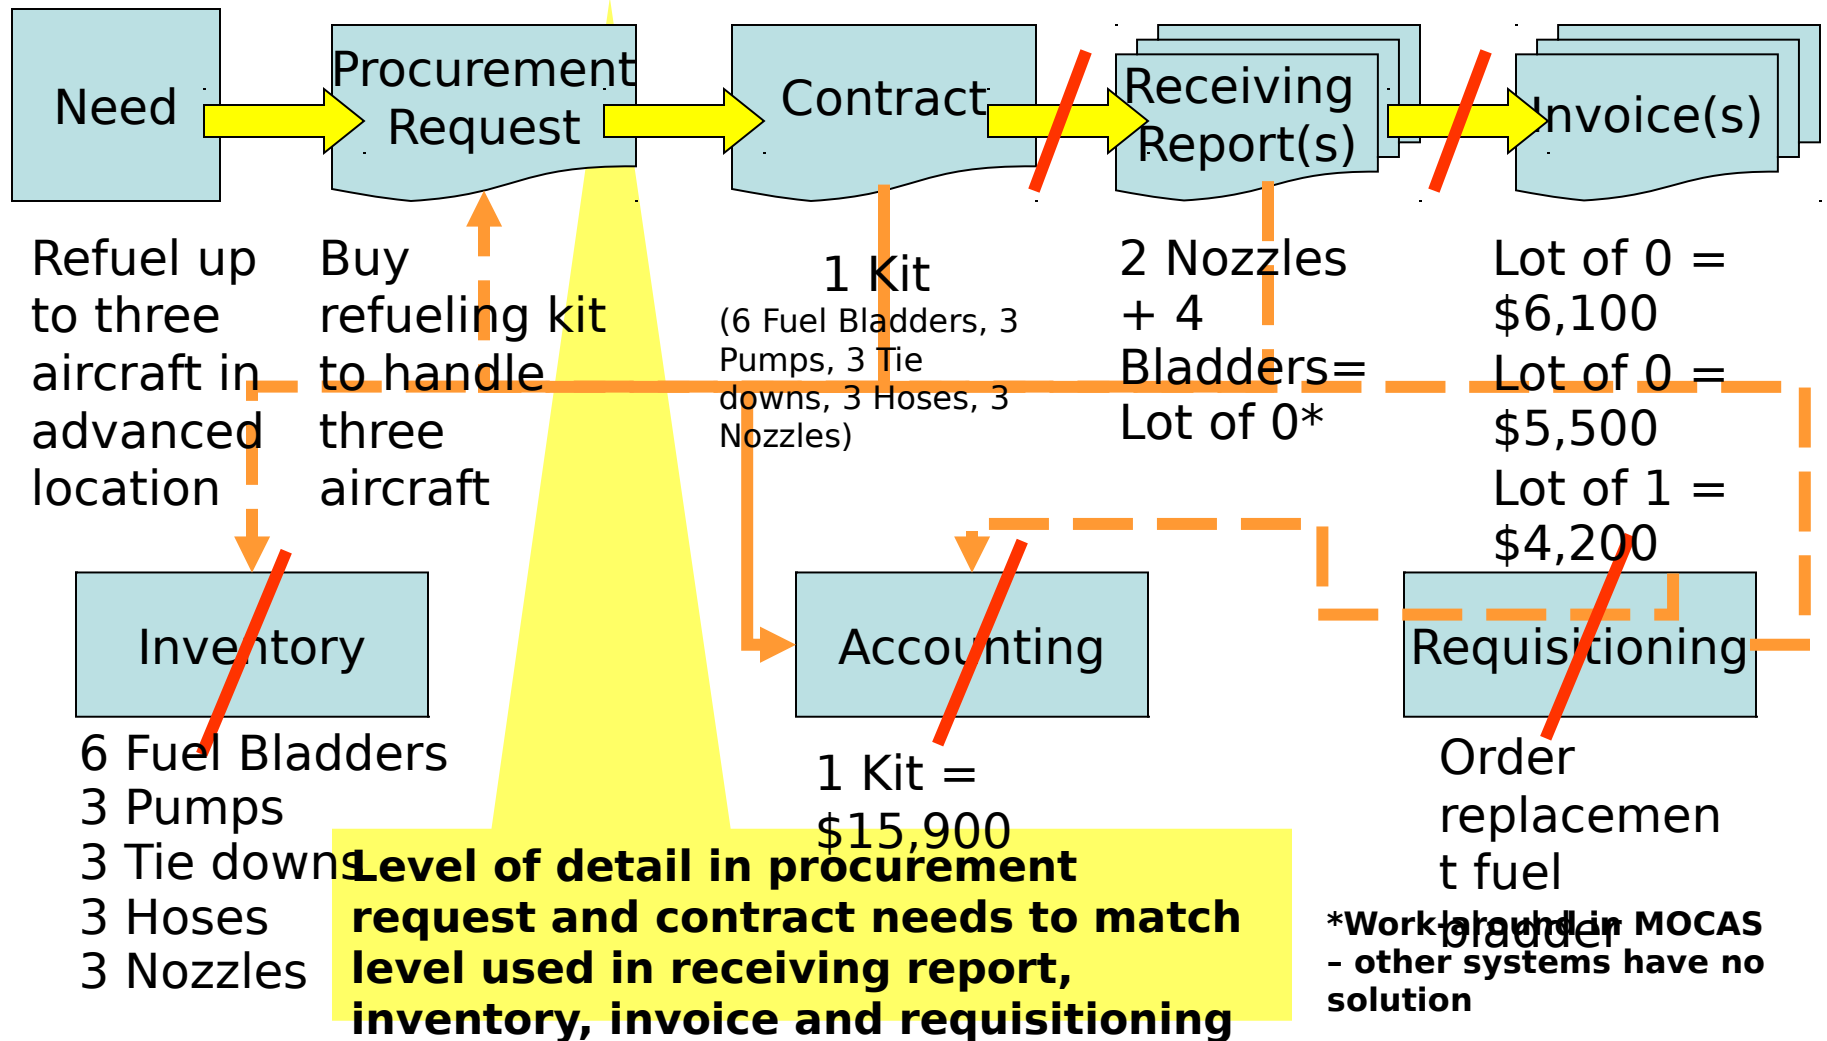 Need
Procurement
Request
Contract
Receiving
Report(s)
Invoice(s)
Refuel up
to three
aircraft in
advanced
location
Buy
refueling kit
to handle
three
aircraft
1 Kit
(6 Fuel Bladders, 3
Pumps, 3 Tie
downs, 3 Hoses, 3
Nozzles)
2 Nozzles
+ 4
Bladders=
Lot of 0*
Lot of 0 =
$6,100
Lot of 0 =
$5,500
Lot of 1 =
$4,200
Inventory
Accounting
Requisitioning
6 Fuel Bladders
3 Pumps
3 Tie downs
3 Hoses
3 Nozzles
1 Kit =
$15,900
Order
replacemen
t fuel
bladder
Level of detail in procurement
request and contract needs to match
level used in receiving report,
inventory, invoice and requisitioning
*Work-around in MOCAS
– other systems have no
solution